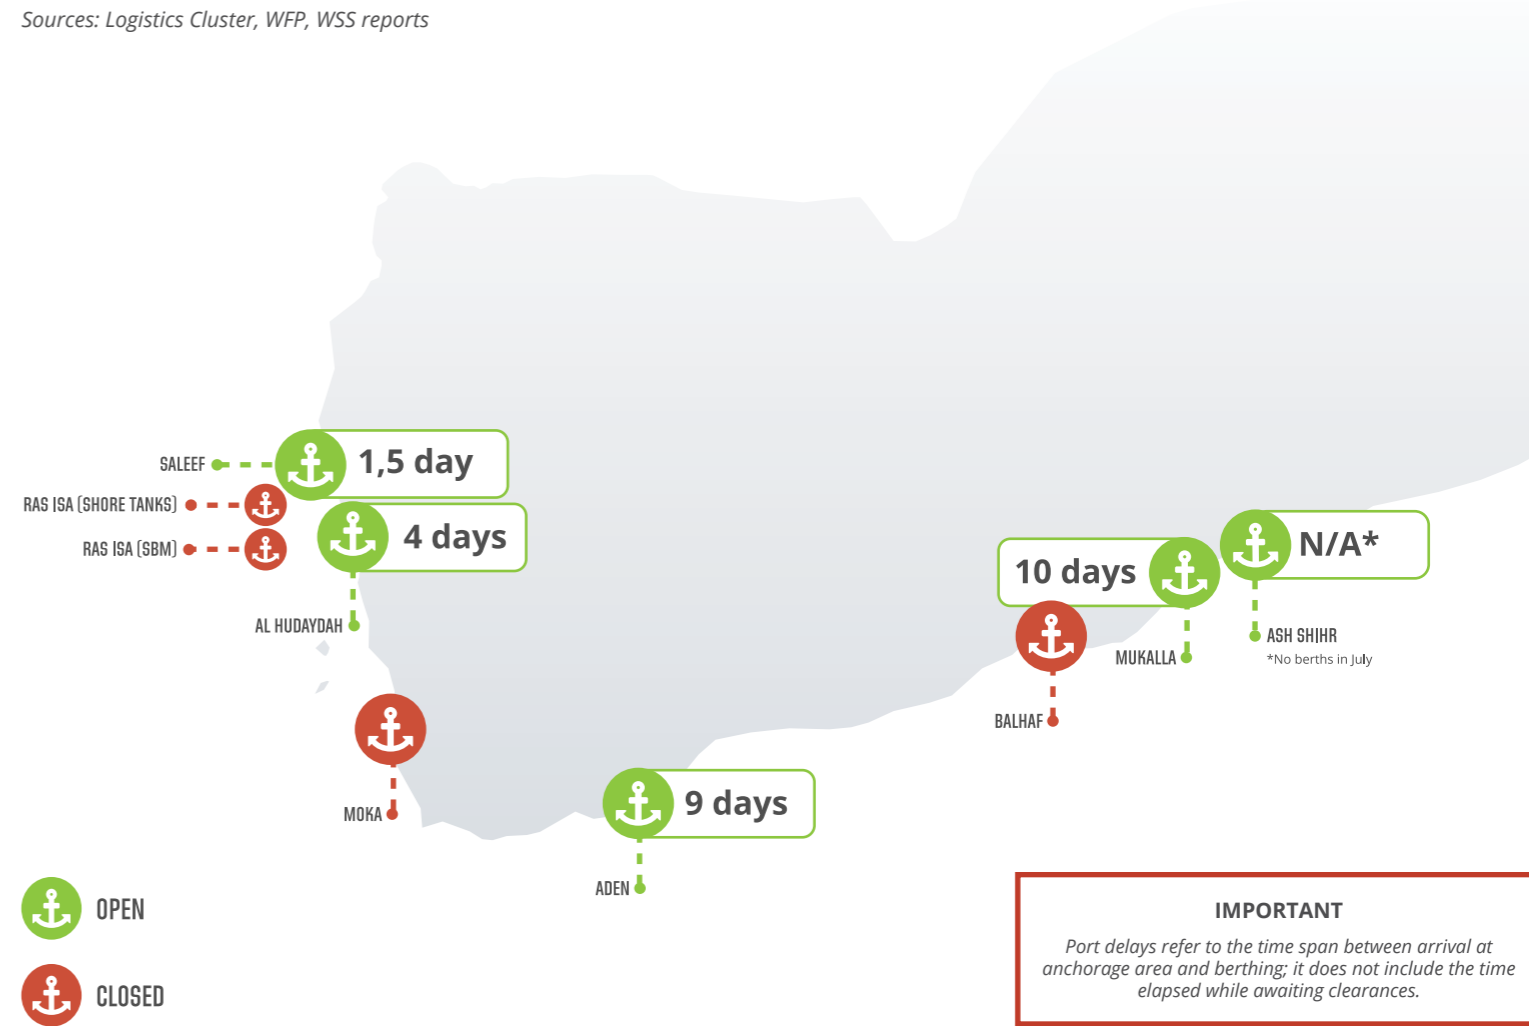 Sources: Logistics Cluster, WFP, WSS reports
SALEEF
1,5 day
RAS ISA (SHORE TANKS)
RAS ISA (SBM)
4 days
AL HUDAYDAH
N/A*
10 days
ASH SHIHR
*No berths in July
MUKALLA
BALHAF
MOKA
9 days
ADEN
OPEN
CLOSED
IMPORTANT
Port delays refer to the time span between arrival at
anchorage area and berthing; it does not include the time
elapsed while awaiting clearances.